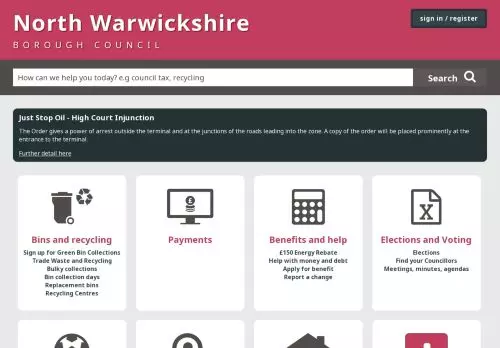 North Warwickshire
BOROUGH COUNCIL
sign in / register
How can we help you today? e.g council tax, recycling
Search
Just Stop Oil - High Court Injunction
The Order gives a power of arrest outside the terminal and at the junctions of the roads leading into the zone. A copy of the order will be placed prominently at the
entrance to the terminal.
Further detail here
Bins and recycling
Sign up for Green Bin Collections
Trade Waste and Recycling
Bulky collections
Bin collection days
Replacement bins
Recycling Centres
Payments
Benefits and help
£150 Energy Rebate
Help with money and debt
Apply for benefit
Report a change
Elections and Voting
Elections
Find your Councillors
Meetings, minutes, agendas